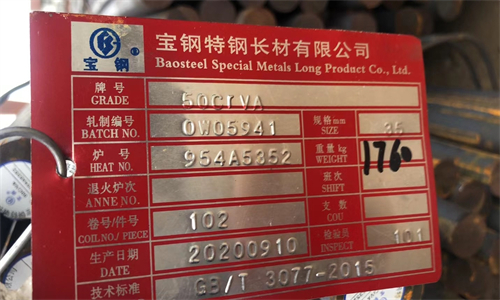 宝钢特钢长材有限公司
宝钢 Baosteel Special Metals Long Product Co., Ltd.
牌号 GRADE 50CrVA
轧制编号 BATCH NO. 0W05941 规格mm SIZE 35
炉号 HEAT NO. 954A5352 重量kg WEIGHT 1760
退火炉次 ANNE NO. 班次 SHIFT
卷号/件号 COIL NO./ PIECE 102 支数 COU
生产日期 DATE 20200910 检验员 INSPECT 101
技术标准 GB/T 3077-2015